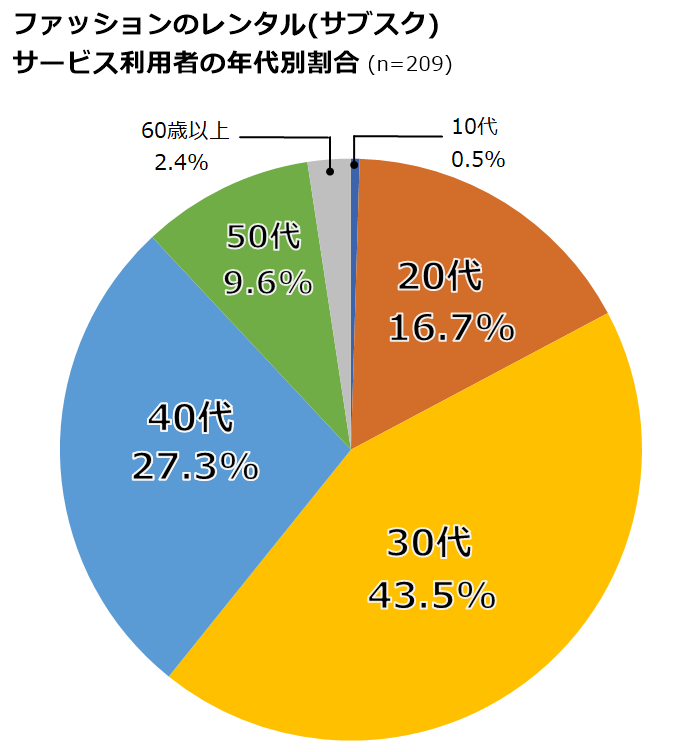 ファッションのレンタル(サブスク)
サービス利用者の年代別割合 (n=209)
60歳以上
2.4%
10代
0.5%
50代
9.6%
20代
16.7%
40代
27.3%
30代
43.5%